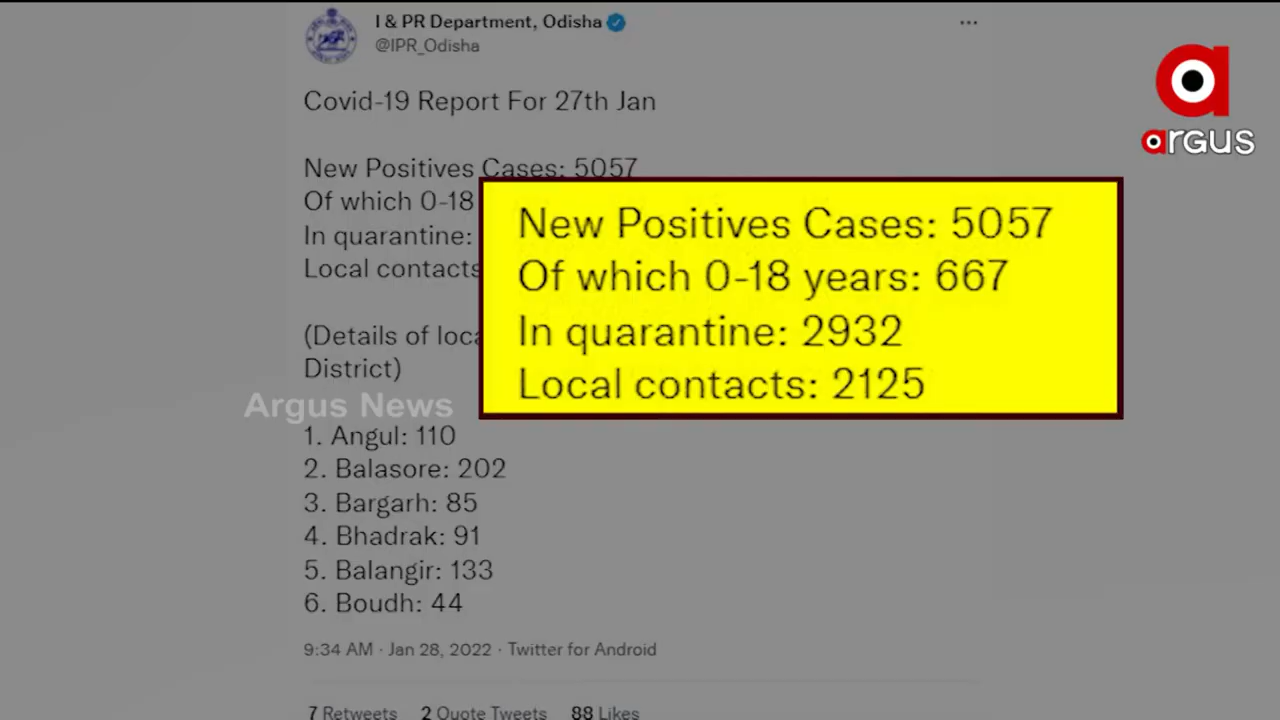 I & PR Department, Odisha
@IPR_Odisha
...
argus
Covid-19 Report For 27th Jan
New Positives Cases: 5057
Of which 0-18
In quarantine:
Local contacts
New Positives Cases: 5057
Of which 0-18 years: 667
In quarantine: 2932
Local contacts: 2125
(Details of loca
District)
Argus News
1. Angul: 110
2. Balasore: 202
3. Bargarh: 85
4. Bhadrak: 91
5. Balangir: 133
6. Boudh: 44
9:34 AM · Jan 28, 2022 · Twitter for Android
7 Retweets 2 Quote Tweets 88 Likes